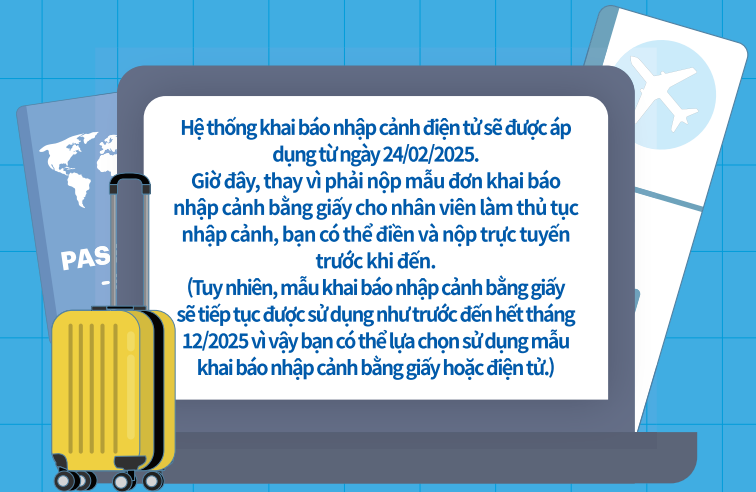 Hệ thống khai báo nhập cảnh điện tử sẽ được áp
dụng từ ngày 24/02/2025.
Giờ đây, thay vì phải nộp mẫu đơn khai báo
nhập cảnh bằng giấy cho nhân viên làm thủ tục
nhập cảnh, bạn có thể điền và nộp trực tuyến
trước khi đến.
(Tuy nhiên, mẫu khai báo nhập cảnh bằng giấy
sẽ tiếp tục được sử dụng như trước đến hết tháng
12/2025 vì vậy bạn có thể lựa chọn sử dụng mẫu
khai báo nhập cảnh bằng giấy hoặc điện tử.)
PAS